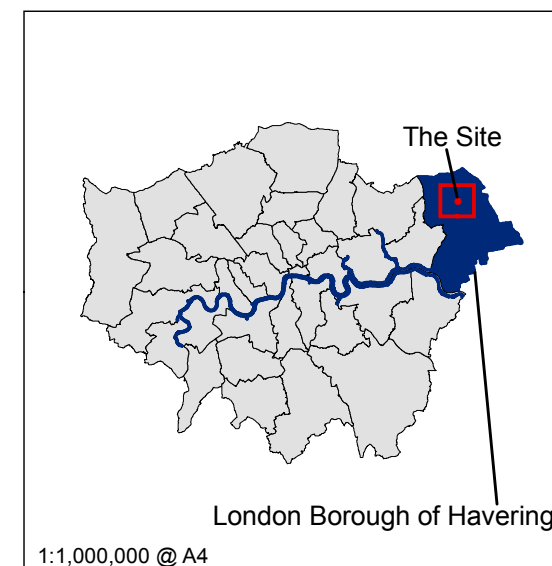 The Site
London Borough of Havering
1:1,000,000 @ A4